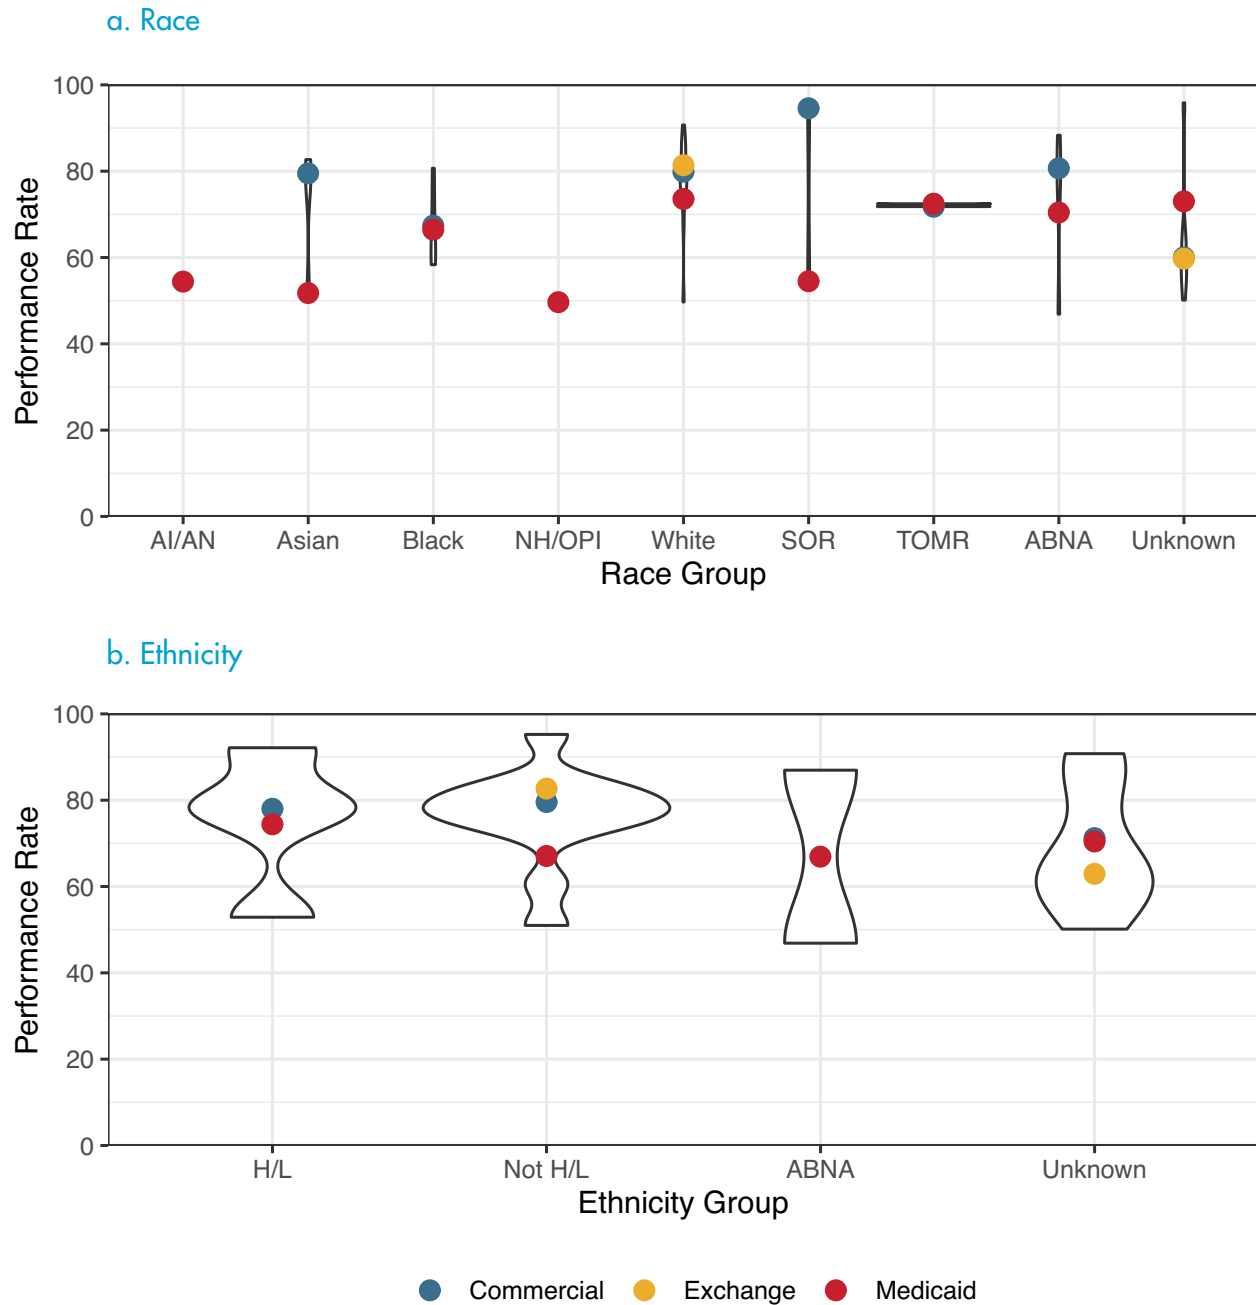 a. Race
100
80
60
40
20
0
Performance Rate
AI/AN Asian Black NH/OPI White SOR TOMR ABNA Unknown
Race Group
b. Ethnicity
100
80
60
40
20
0
Performance Rate
H/L Not H/L ABNA Unknown
Ethnicity Group
Commercial Exchange Medicaid